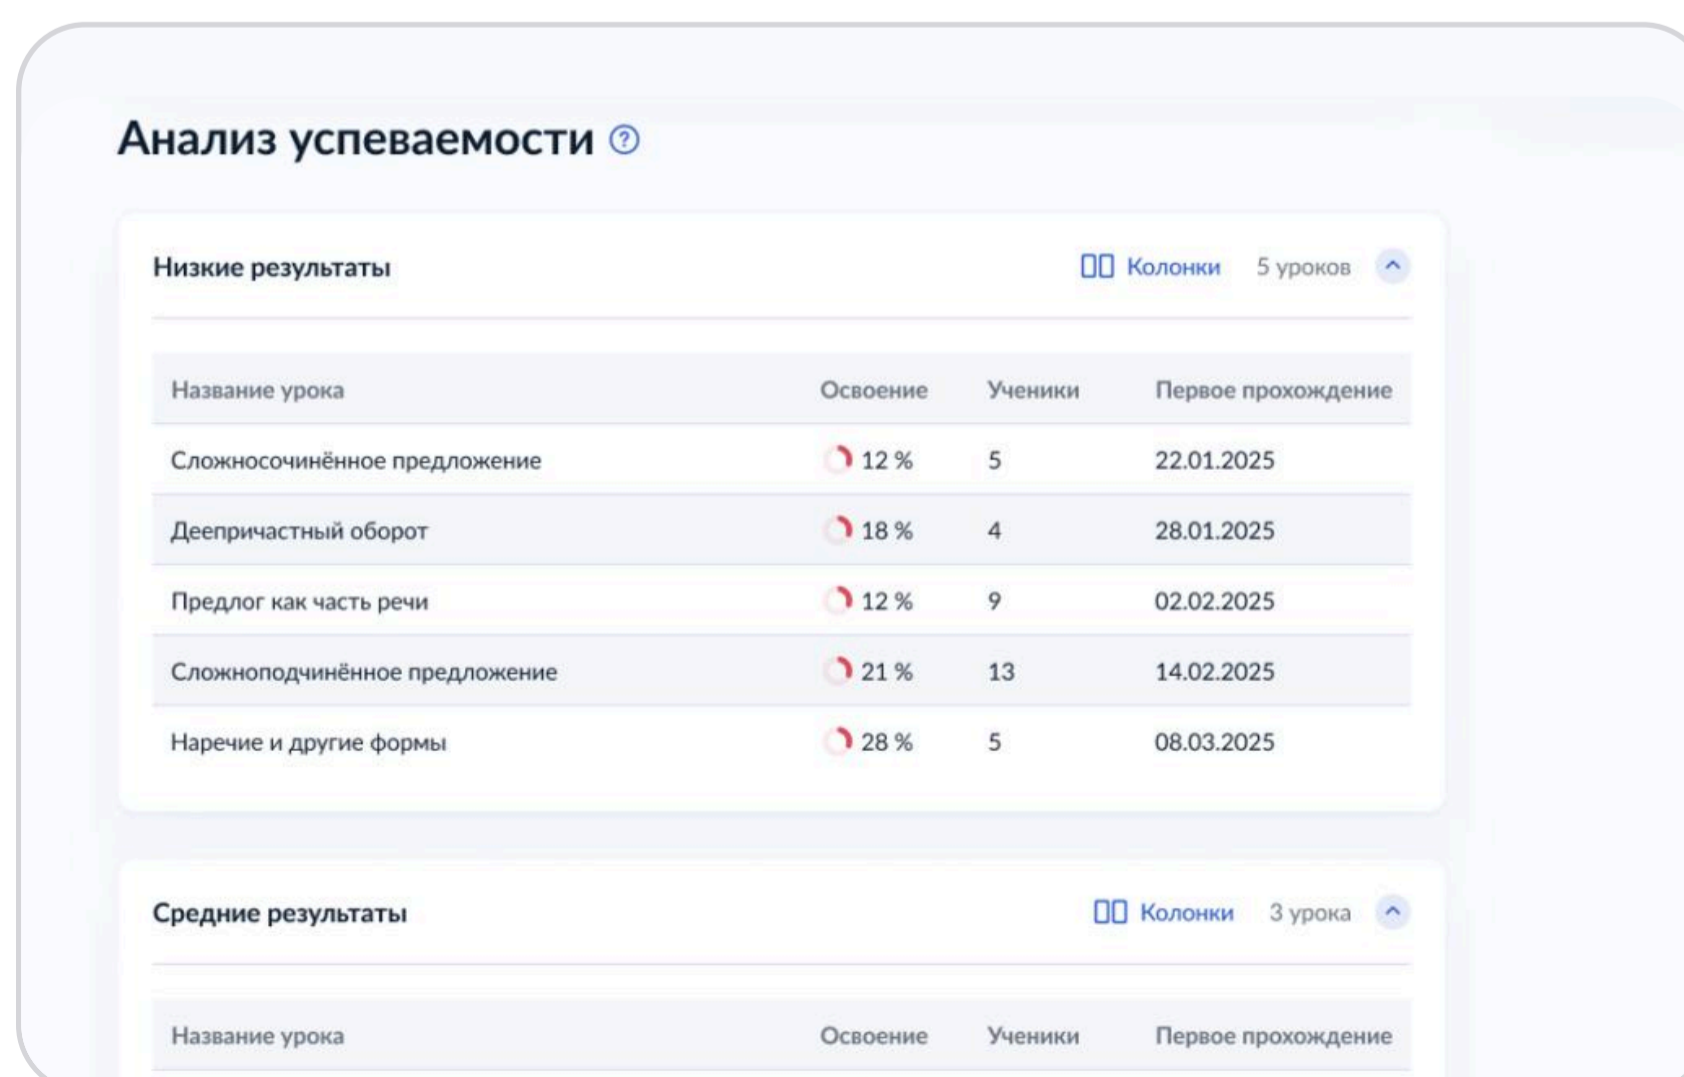 Анализ успеваемости ?
Низкие результаты Колонки 5 уроков
Название урока Освоение Ученики Первое прохождение
Сложносочинённое предложение 12 % 5 22.01.2025
Деепричастный оборот 18 % 4 28.01.2025
Предлог как часть речи 12 % 9 02.02.2025
Сложноподчинённое предложение 21 % 13 14.02.2025
Наречие и другие формы 28 % 5 08.03.2025
Средние результаты Колонки 3 урока
Название урока Освоение Ученики Первое прохождение